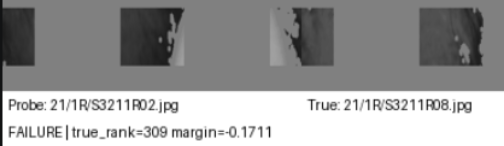 Probe: 21/1R/S3211R02.jpg True: 21/1R/S3211R08.jpg
FAILURE | true_rank=309 margin=-0.1711